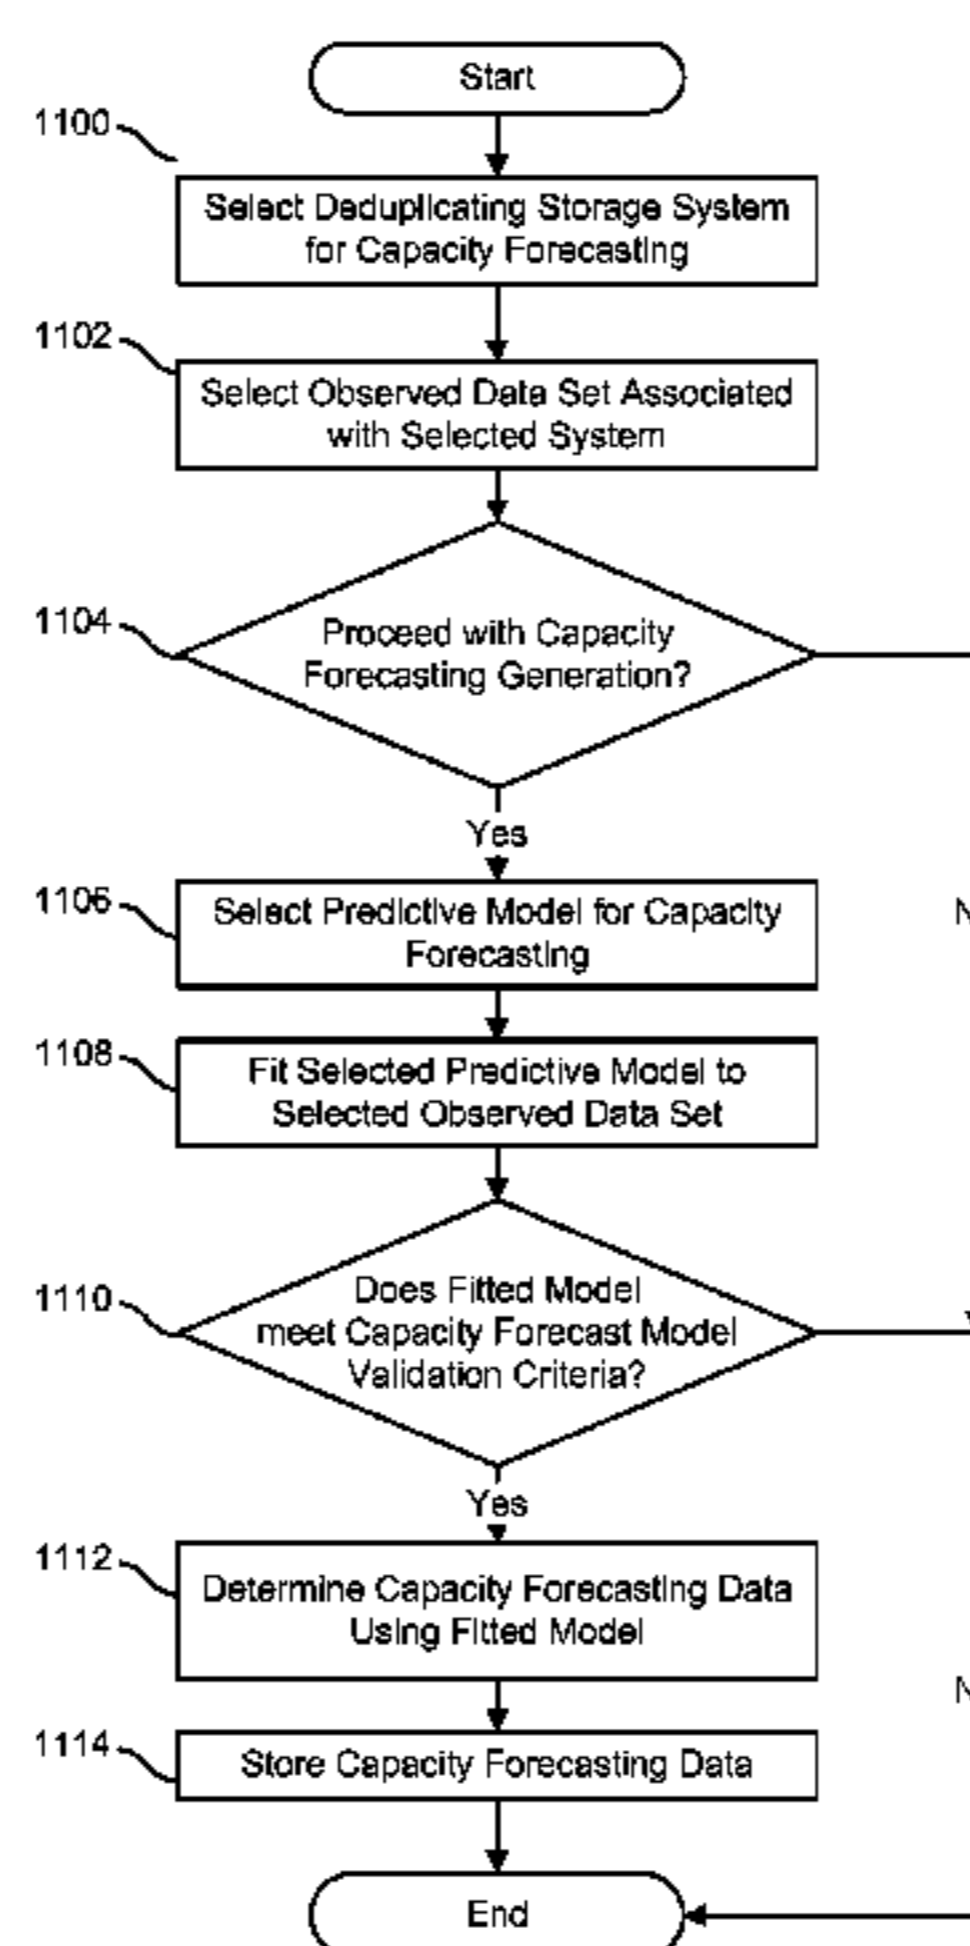 Start
1100
Select Deduplicating Storage System
for Capacity Forecasting
1102
Select Observed Data Set Associated
with Selected System
1104
Proceed with Capacity
Forecasting Generation?
Yes
1106
Select Predictive Model for Capacity
Forecasting
1108
Fit Selected Predictive Model to
Selected Observed Data Set
1110
Does Fitted Model
meet Capacity Forecast Model
Validation Criteria?
Yes
1112
Determine Capacity Forecasting Data
Using Fitted Model
1114
Store Capacity Forecasting Data
End